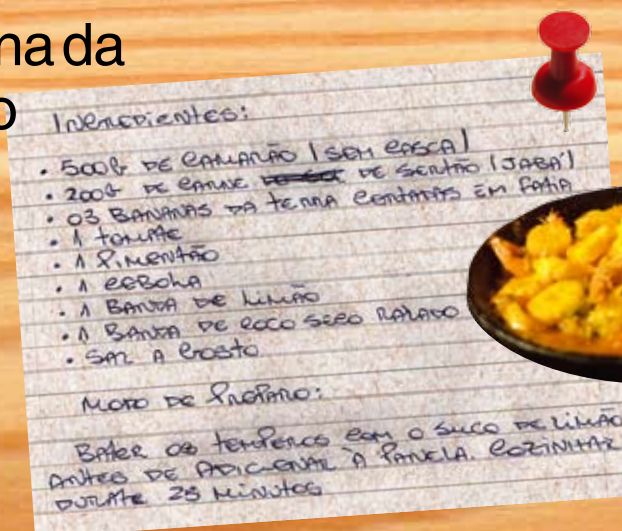 na da
o
Ingredientes:
• 500g DE CAMARÃO (SEM CASCA)
• 200g DE CARNE DE SERTÃO (JABÁ)
• 03 BANANAS DA TERRA CORTADAS EM FATIA
• 1 TOMATE
• 1 PIMENTÃO
• 1 CEBOLA
• 1 BANDA DE LIMÃO
• 1 BANDA DE COCO SECO RALADO
• SAL A GOSTO
MODO DE PREPARO:
BATER OS TEMPEROS COM O SUCO DE LIMÃO
ANTES DE ADICIONAR À PANELA. COZINHAR
DURATE 25 MINUTOS